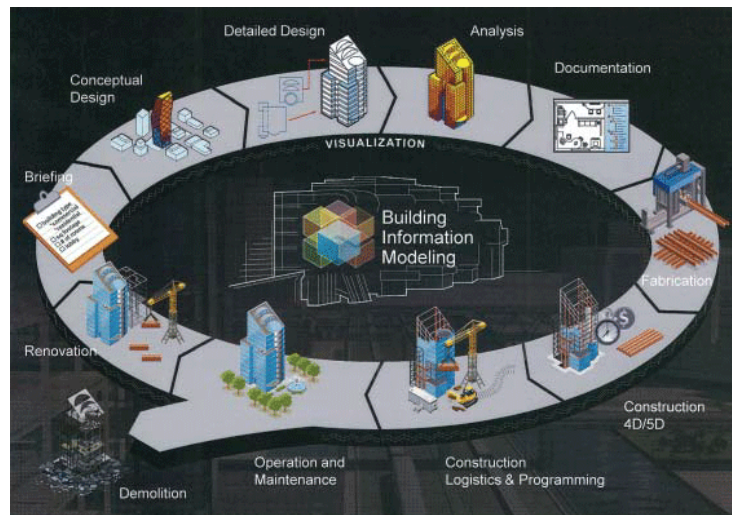 Detailed Design
Analysis
Conceptual
Design
Documentation
VISUALIZATION
Briefing
Building
Information
Modeling
Fabrication
Renovation
Construction
4D/5D
Operation and
Maintenance
Construction
Logistics & Programming
Demolition